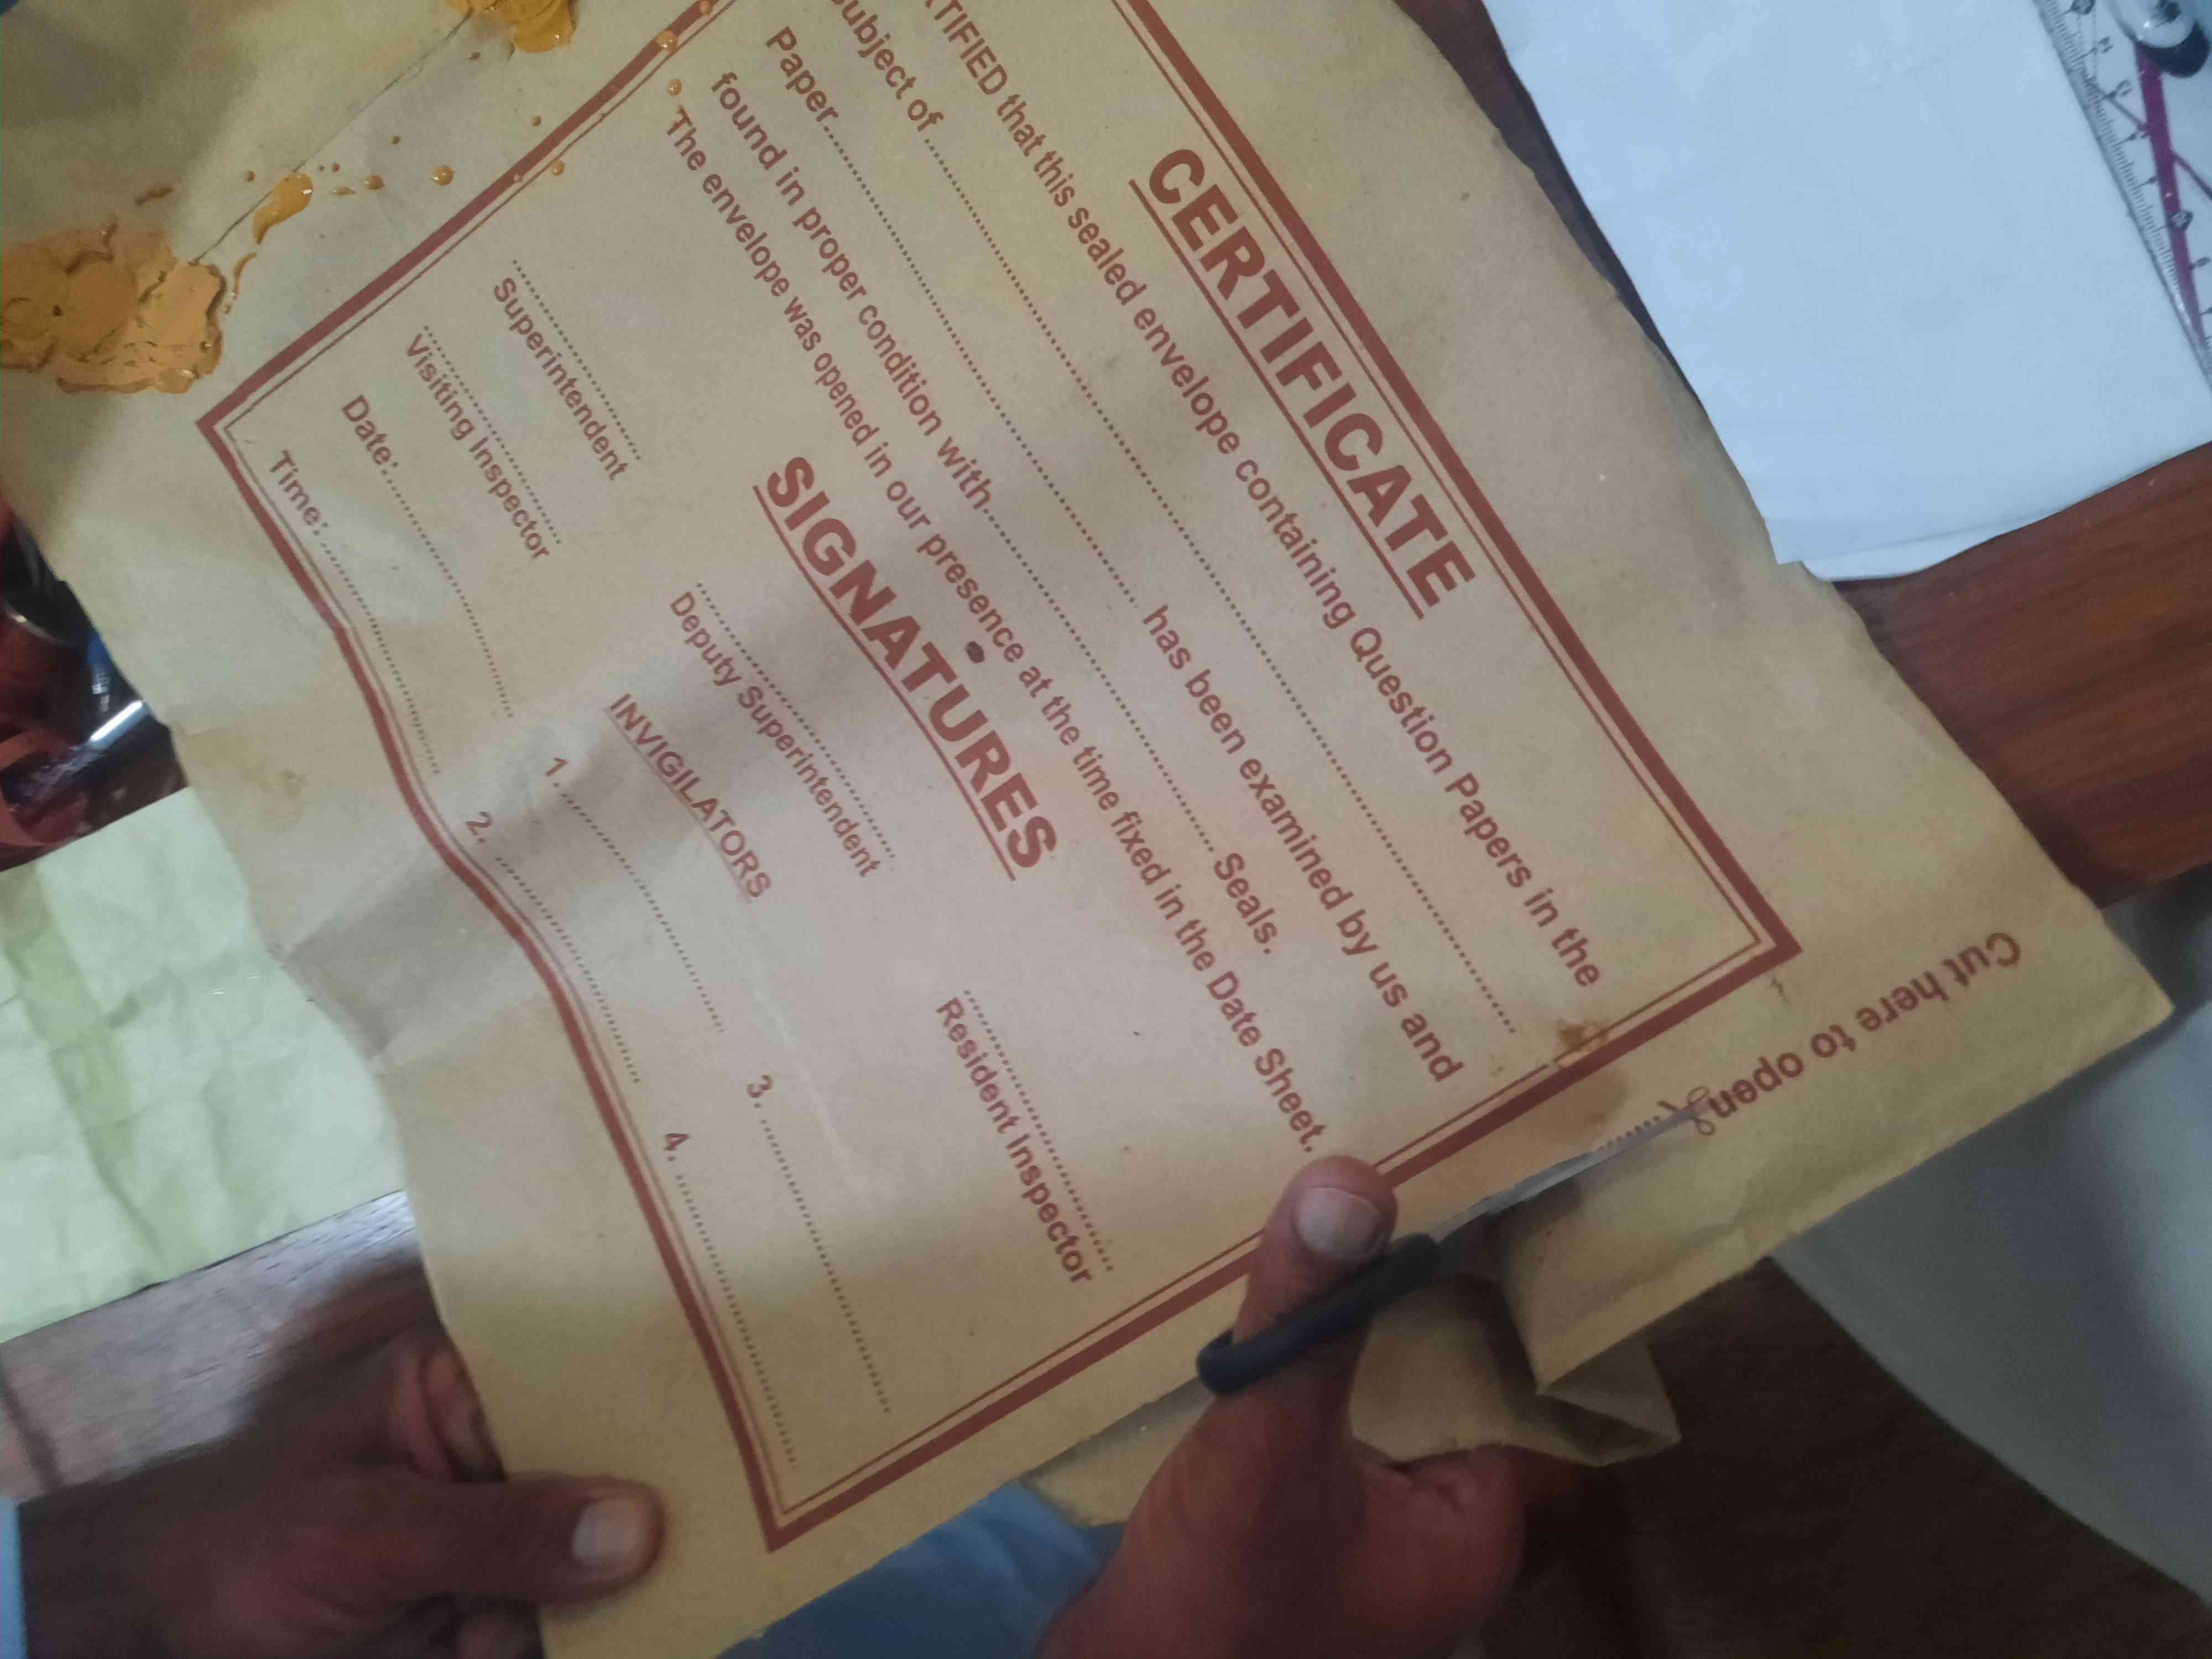 CERTIFICATE
TIFIED that this sealed envelope containing Question Papers in the
subject of ........................................
Paper........................................ has been examined by us and
found in proper condition with........................................ Seals.
The envelope was opened in our presence at the time fixed in the Date Sheet.
SIGNATURES
Superintendent
Deputy Superintendent
Resident Inspector
Visiting Inspector
INVIGILATORS
Date:........................................
1. ........................................
3. ........................................
Time:........................................
2. ........................................
4. ........................................
Cut here to open